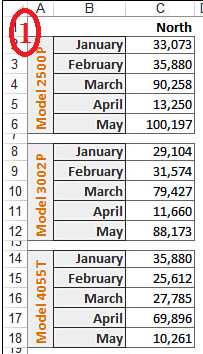 A B C
1 North
2 January 33,073
3 February 35,880
4 March 90,258
5 April 13,250
6 May 100,197
Model 2500P
7
8 January 29,104
9 February 31,574
10 March 79,427
11 April 11,660
12 May 88,173
Model 3002P
13
14 January 35,880
15 February 25,612
16 March 27,785
17 April 69,896
18 May 10,261
Model 4055T